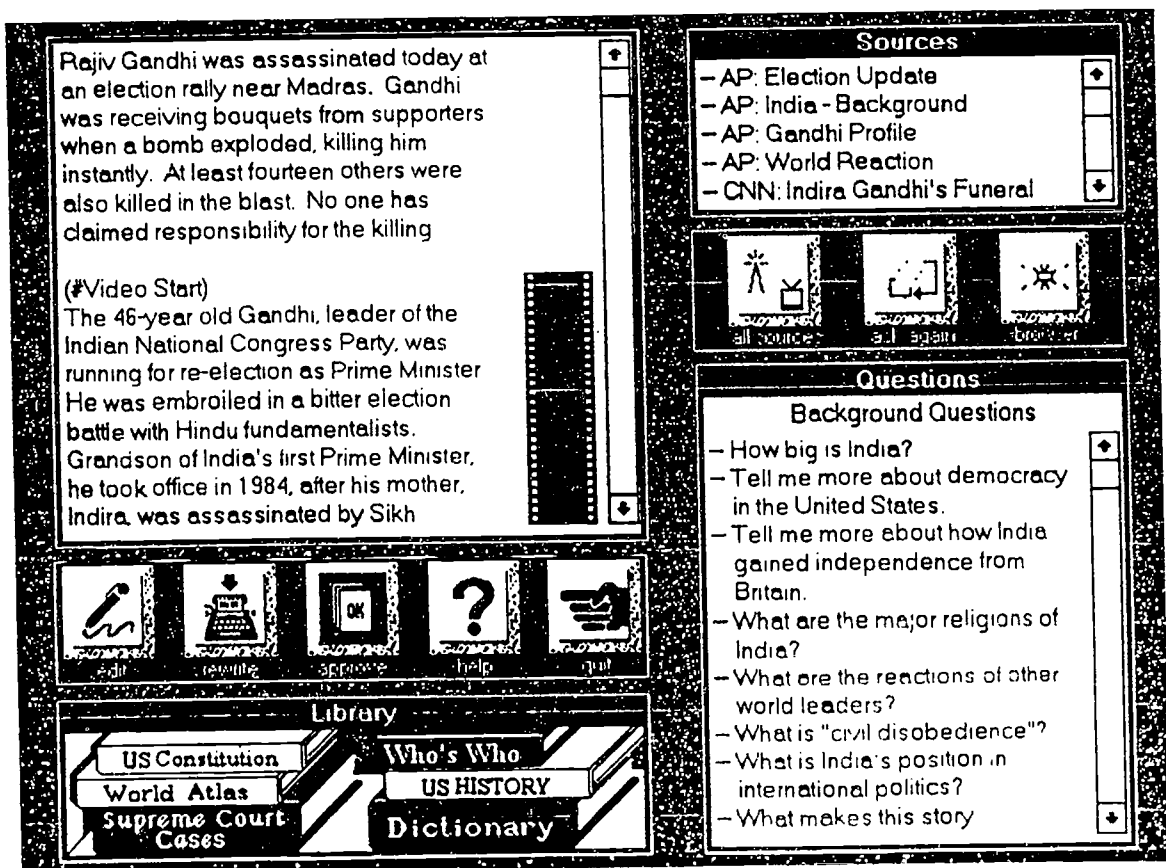 Rajiv Gandhi was assassinated today at
an election rally near Madras. Gandhi
was receiving bouquets from supporters
when a bomb exploded, killing him
instantly. At least fourteen others were
also killed in the blast. No one has
claimed responsibility for the killing
(#Video Start)
The 46-year old Gandhi, leader of the
Indian National Congress Party, was
running for re-election as Prime Minister
He was embroiled in a bitter election
battle with Hindu fundamentalists.
Grandson of India's first Prime Minister,
he took office in 1984, after his mother,
Indira, was assassinated by Sikh
edit
rewrite
approve
OK
help
quit
Library
US Constitution
World Atlas
Supreme Court
Cases
Who's Who
US HISTORY
Dictionary
Sources
– AP: Election Update
– AP: India - Background
– AP: Gandhi Profile
– AP: World Reaction
– CNN: Indira Gandhi's Funeral
all source
again
Questions
Background Questions
– How big is India?
– Tell me more about democracy
in the United States.
– Tell me more about how India
gained independence from
Britain.
– What are the major religions of
India?
– What are the reactions of other
world leaders?
– What is "civil disobedience"?
– What is India's position in
international politics?
– What makes this story